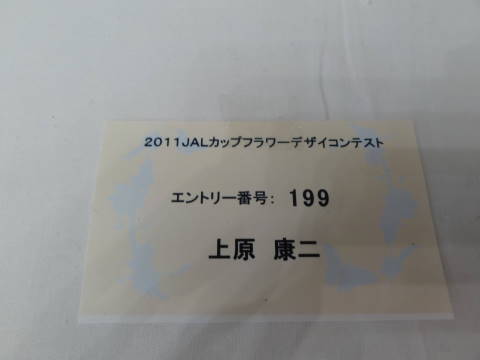 2011JALカップフラワーデザイコンテスト
エントリー番号: 199
上原 康二